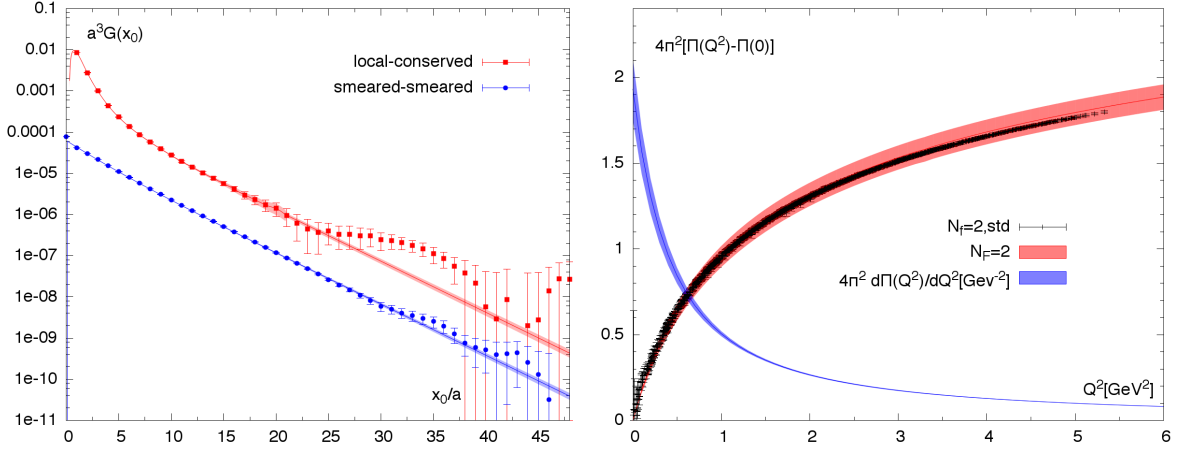 a³G(x₀)
local-conserved
smeared-smeared
0.1
0.01
0.001
0.0001
1e-05
1e-06
1e-07
1e-08
1e-09
1e-10
1e-11
x₀/a
0 5 10 15 20 25 30 35 40 45
4π²[Π(Q²)-Π(0)]
2
1.5
1
0.5
0
N_f=2,std
N_F=2
4π² dΠ(Q²)/dQ²[Gev⁻²]
Q²[GeV²]
0 1 2 3 4 5 6